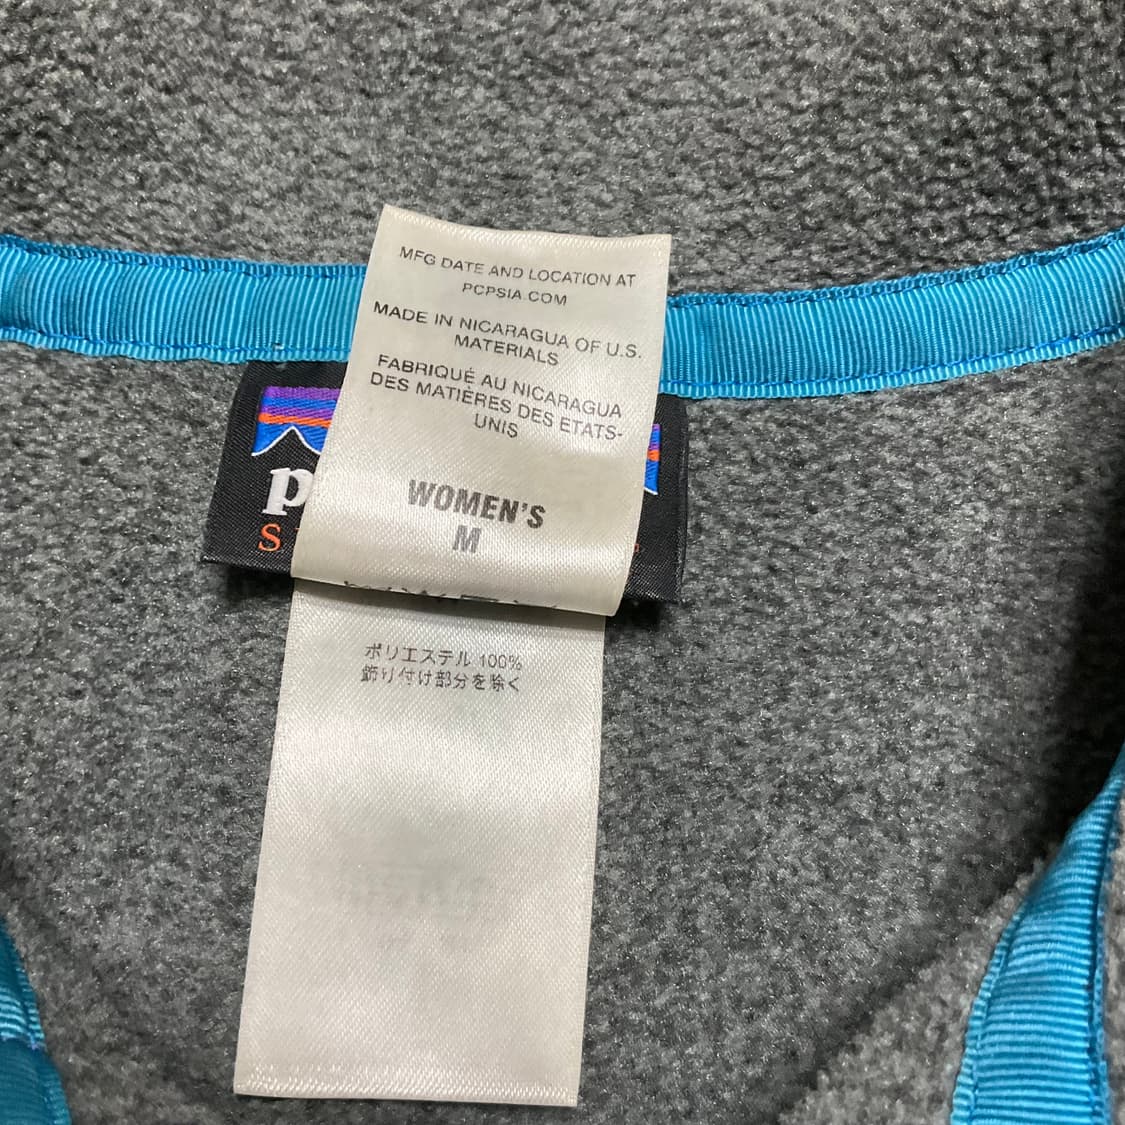 MFG DATE AND LOCATION AT
PCPSIA.COM
MADE IN NICARAGUA OF U.S.
MATERIALS
FABRIQUÉ AU NICARAGUA
DES MATIÈRES DES ETATS-
UNIS
WOMEN'S
M
p
S
ポリエステル 100%
飾り付け部分を除く